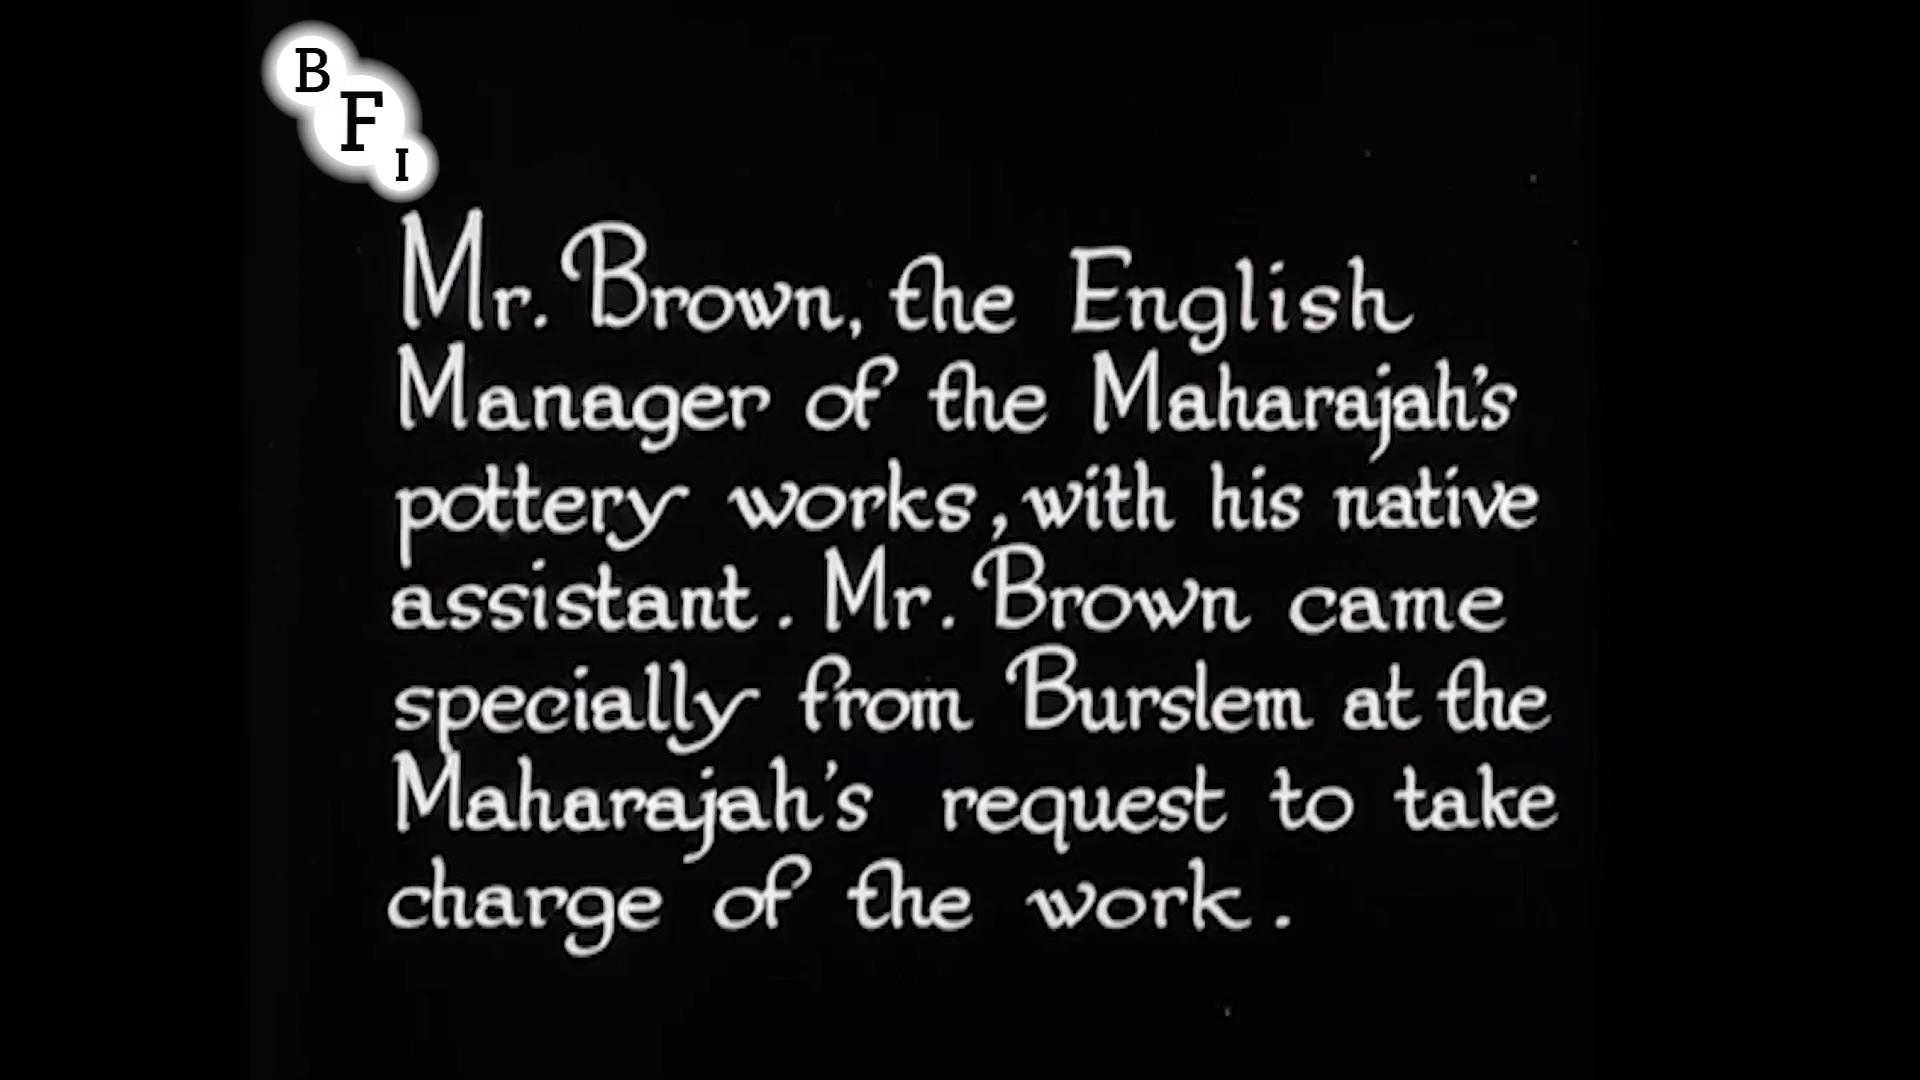 BFI
Mr. Brown, the English
Manager of the Maharajah's
pottery works, with his native
assistant. Mr. Brown came
specially from Burslem at the
Maharajah's request to take
charge of the work.